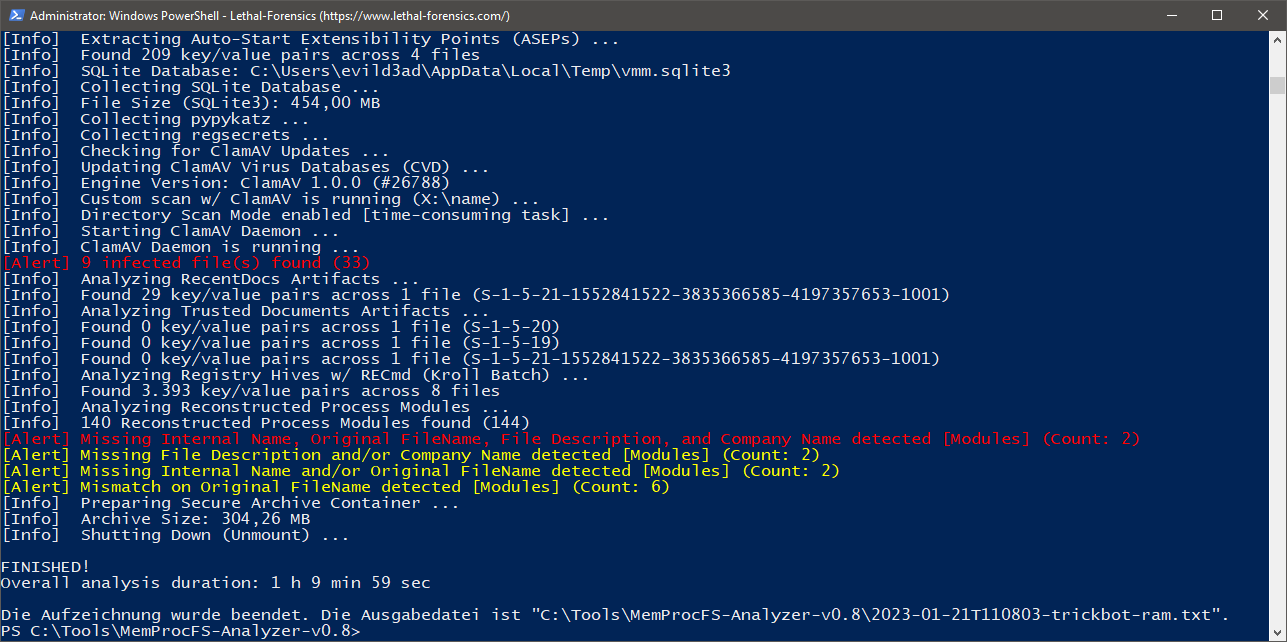 Administrator: Windows PowerShell - Lethal-Forensics (https://www.lethal-forensics.com/)
[Info]  Extracting Auto-Start Extensibility Points (ASEPs) ...
[Info]  Found 209 key/value pairs across 4 files
[Info]  SQLite Database: C:\Users\evild3ad\AppData\Local\Temp\vmm.sqlite3
[Info]  Collecting SQLite Database ...
[Info]  File Size (SQLite3): 454,00 MB
[Info]  Collecting pypykatz ...
[Info]  Collecting regsecrets ...
[Info]  Checking for ClamAV Updates ...
[Info]  Updating ClamAV Virus Databases (CVD) ...
[Info]  Engine Version: ClamAV 1.0.0 (#26788)
[Info]  Custom scan w/ ClamAV is running (X:\name) ...
[Info]  Directory Scan Mode enabled [time-consuming task] ...
[Info]  Starting ClamAV Daemon ...
[Info]  ClamAV Daemon is running ...
[Alert] 9 infected file(s) found (33)
[Info]  Analyzing RecentDocs Artifacts ...
[Info]  Found 29 key/value pairs across 1 file (S-1-5-21-1552841522-3835366585-4197357653-1001)
[Info]  Analyzing Trusted Documents Artifacts ...
[Info]  Found 0 key/value pairs across 1 file (S-1-5-20)
[Info]  Found 0 key/value pairs across 1 file (S-1-5-19)
[Info]  Found 0 key/value pairs across 1 file (S-1-5-21-1552841522-3835366585-4197357653-1001)
[Info]  Analyzing Registry Hives w/ RECmd (Kroll Batch) ...
[Info]  Found 3.393 key/value pairs across 8 files
[Info]  Analyzing Reconstructed Process Modules ...
[Info]  140 Reconstructed Process Modules found (144)
[Alert] Missing Internal Name, Original FileName, File Description, and Company Name detected [Modules] (Count: 2)
[Alert] Missing File Description and/or Company Name detected [Modules] (Count: 2)
[Alert] Missing Internal Name and/or Original FileName detected [Modules] (Count: 2)
[Alert] Mismatch on Original FileName detected [Modules] (Count: 6)
[Info]  Preparing Secure Archive Container ...
[Info]  Archive Size: 304,26 MB
[Info]  Shutting Down (Unmount) ...
FINISHED!
Overall analysis duration: 1 h 9 min 59 sec
Die Aufzeichnung wurde beendet. Die Ausgabedatei ist "C:\Tools\MemProcFS-Analyzer-v0.8\2023-01-21T110803-trickbot-ram.txt".
PS C:\Tools\MemProcFS-Analyzer-v0.8>